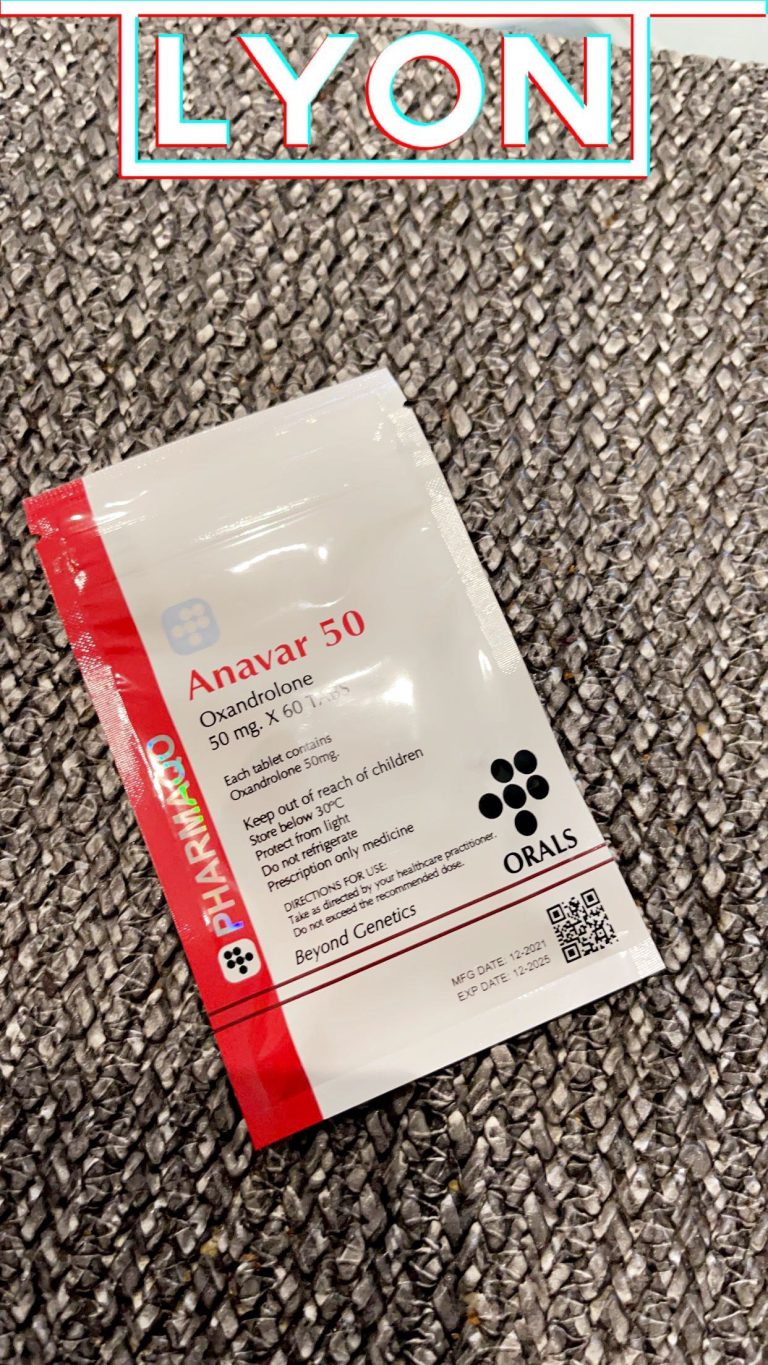 LYON
Anavar 50
Oxandrolone
50 mg. X 60 TABS
Each tablet contains
Oxandrolone 50mg.
Keep out of reach of children
Store below 30°C
Protect from light
Do not refrigerate
Prescription only medicine
DIRECTIONS FOR USE:
Take as directed by your healthcare practitioner.
Do not exceed the recommended dose.
Beyond Genetics
PHARMAQO
ORALS
MFG DATE: 12-2021
EXP DATE: 12-2025